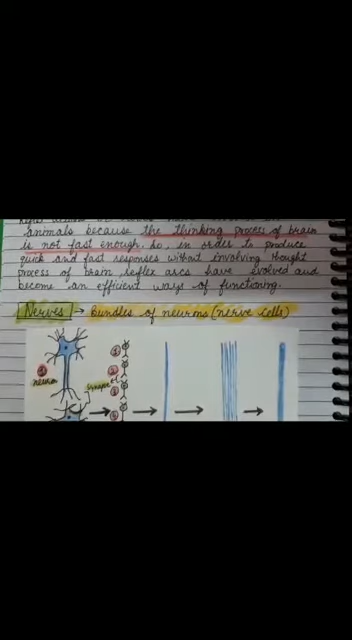 animals because the thinking process of brain
is not fast enough. So, in order to produce
quick and fast responses without involving thought
process of brain, reflex arcs have evolved and
become an efficient ways of functioning.
Nerves → Bundles of neurons (nerve cells)
1
neuron
synapse